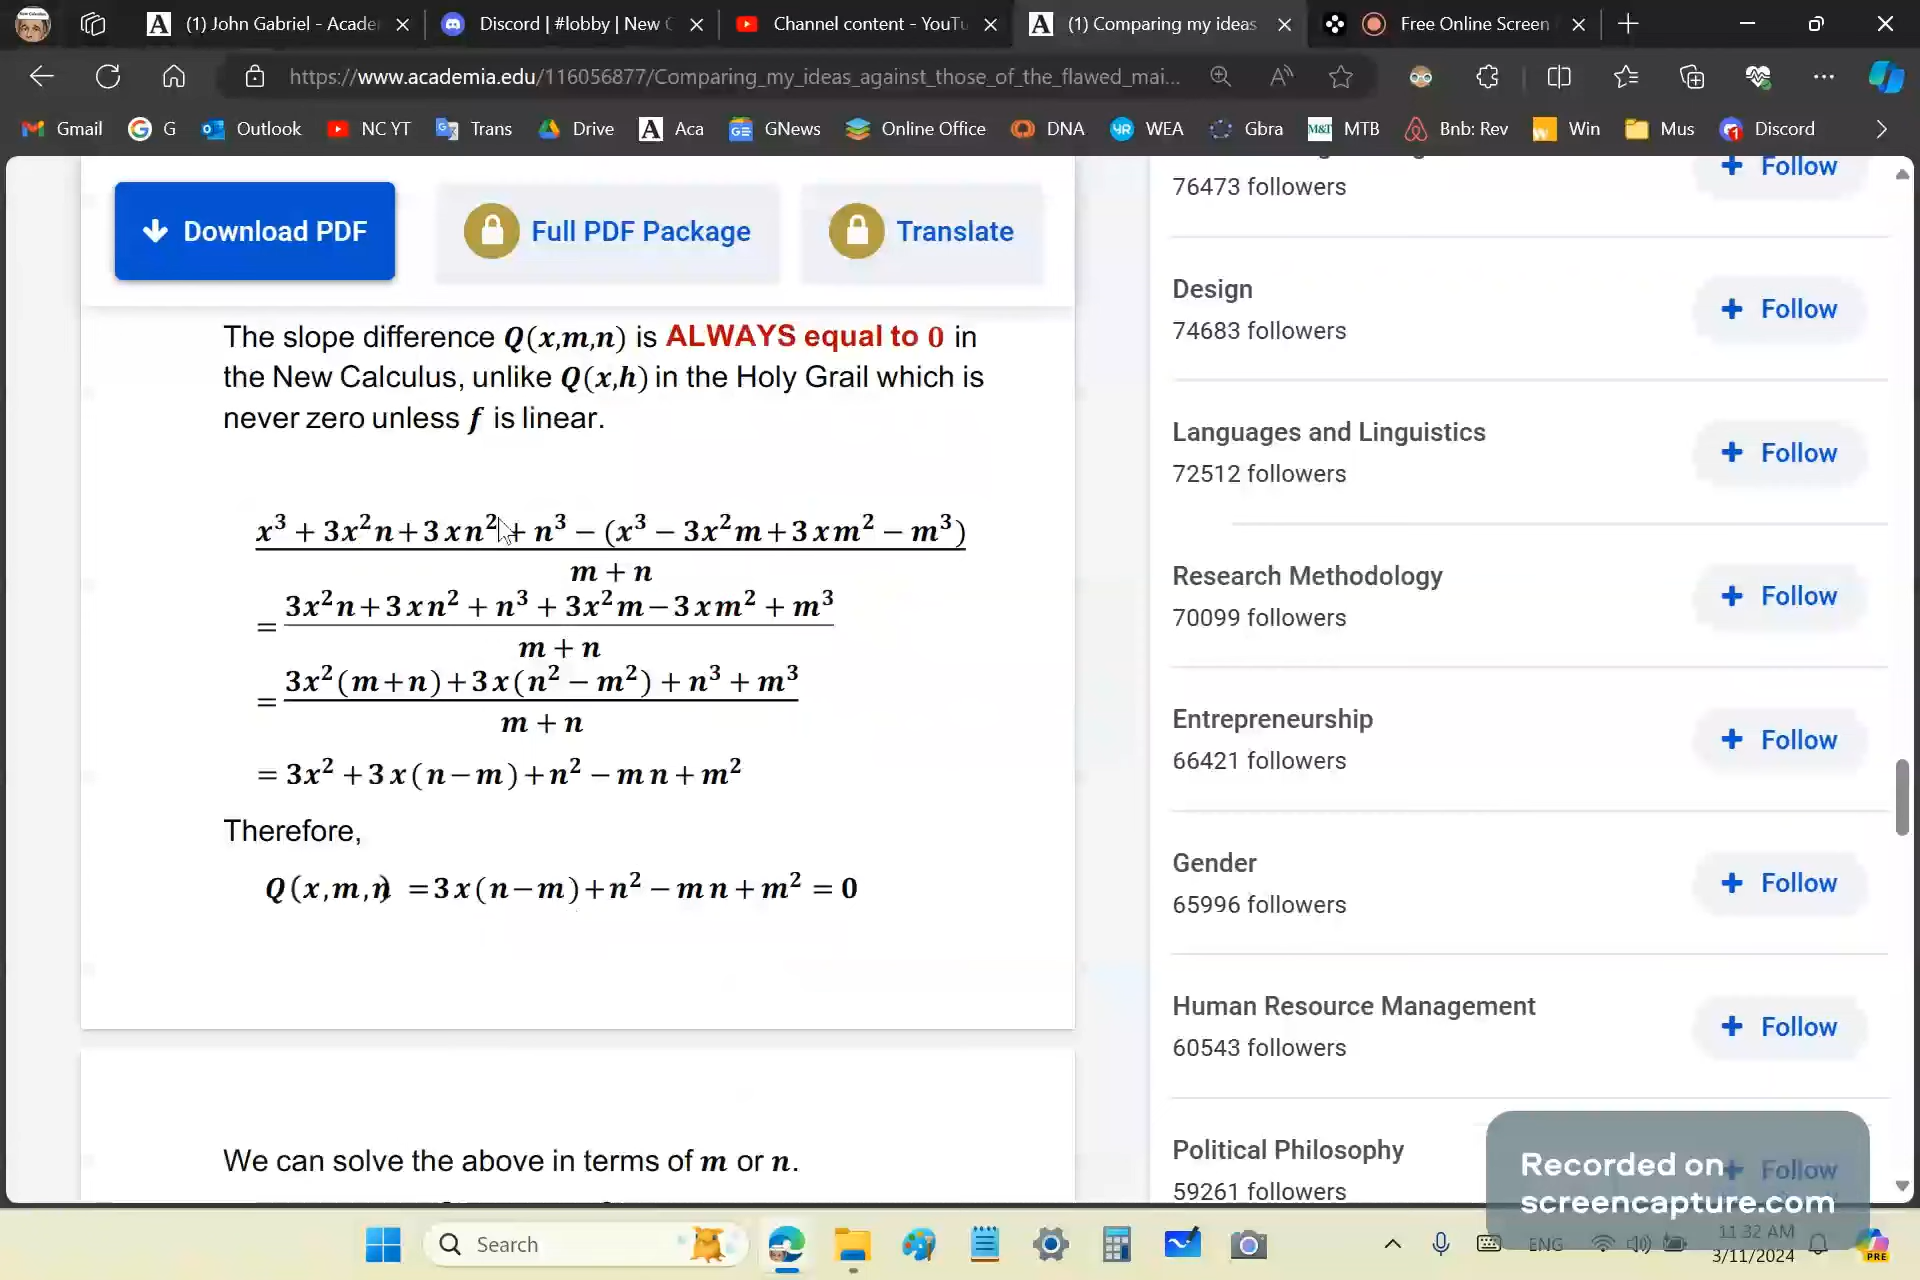 (1) John Gabriel - Acade
Discord | #lobby | New C
Channel content - YouTu
(1) Comparing my ideas
Free Online Screen
https://www.academia.edu/116056877/Comparing_my_ideas_against_those_of_the_flawed_mai...
Gmail G Outlook NC YT Trans Drive Aca GNews Online Office DNA WEA Gbra MTB Bnb: Rev Win Mus Discord
Download PDF
Full PDF Package
Translate
The slope difference Q(x,m,n) is ALWAYS equal to 0 in
the New Calculus, unlike Q(x,h) in the Holy Grail which is
never zero unless f is linear.
x³ + 3x²n+3xn² + n³ − (x³ − 3x²m+3xm² − m³)
m + n
= 3x²n+3xn² + n³ + 3x²m−3xm² + m³
m + n
= 3x²(m+n)+3x(n² − m²)+n³ + m³
m + n
= 3x² +3x(n−m)+n² −mn+m²
Therefore,
Q(x,m,n) =3x(n−m)+n² − mn+m² = 0
We can solve the above in terms of m or n.
Follow
76473 followers
Design
Follow
74683 followers
Languages and Linguistics
Follow
72512 followers
Research Methodology
Follow
70099 followers
Entrepreneurship
Follow
66421 followers
Gender
Follow
65996 followers
Human Resource Management
Follow
60543 followers
Political Philosophy
Follow
59261 followers
Recorded on
screencapture.com
Search
ENG
11:32 AM
3/11/2024
PRE